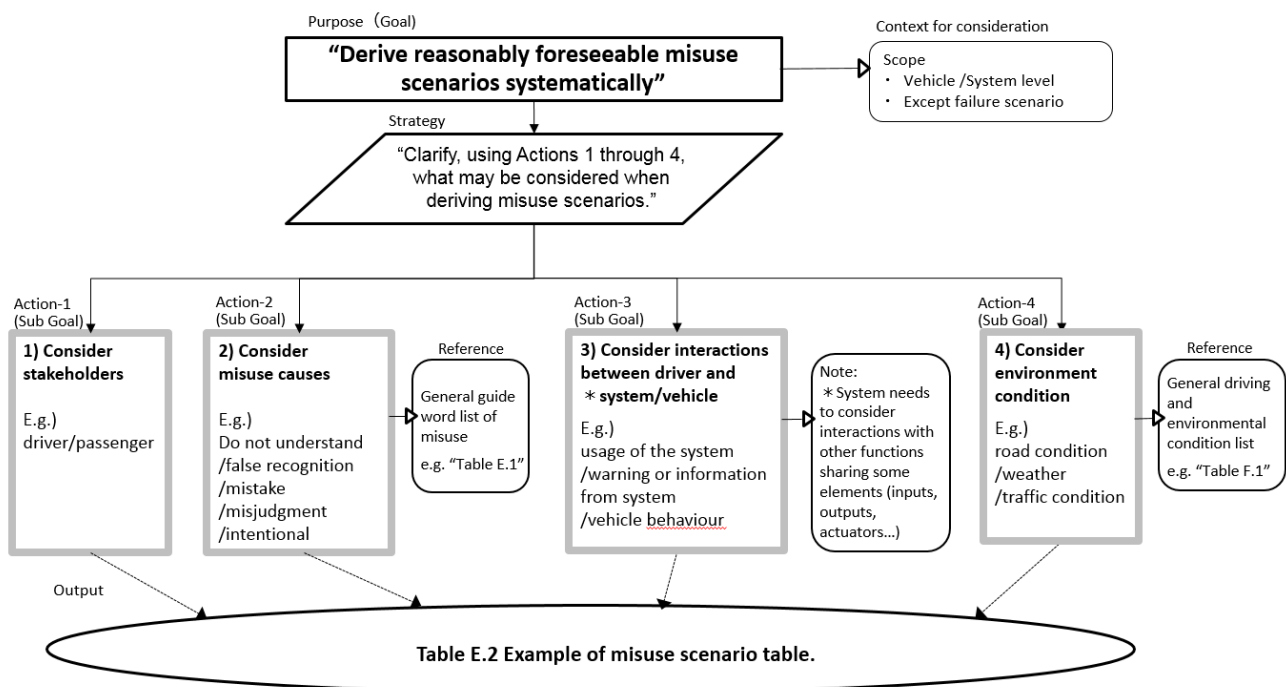 Purpose（Goal)
“Derive reasonably foreseeable misuse
scenarios systematically”
Context for consideration
Scope
・ Vehicle /System level
・ Except failure scenario
Strategy
“Clarify, using Actions 1 through 4,
what may be considered when
deriving misuse scenarios.”
Action-1
(Sub Goal)
1) Consider
stakeholders
E.g.)
driver/passenger
Action-2
(Sub Goal)
2) Consider
misuse causes
E.g.)
Do not understand
/false recognition
/mistake
/misjudgment
/intentional
Reference
General guide
word list of
misuse
e.g. “Table E.1”
Action-3
(Sub Goal)
3) Consider interactions
between driver and
＊system/vehicle
E.g.)
usage of the system
/warning or information
from system
/vehicle behaviour
Note:
＊System needs
to consider
interactions with
other functions
sharing some
elements (inputs,
outputs,
actuators…)
Action-4
(Sub Goal)
4) Consider
environment
condition
E.g.)
road condition
/weather
/traffic condition
Reference
General driving
and
environmental
condition list
e.g. “Table F.1”
Output
Table E.2 Example of misuse scenario table.